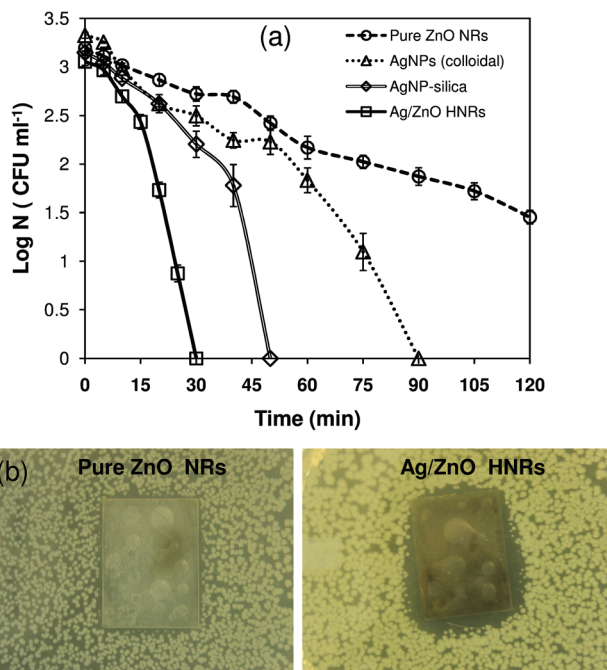 (a)
Pure ZnO NRs
AgNPs (colloidal)
AgNP-silica
Ag/ZnO HNRs
3.5
3
2.5
2
1.5
1
0.5
0
Log N ( CFU ml-1)
0 15 30 45 60 75 90 105 120
Time (min)
(b) Pure ZnO NRs
Ag/ZnO HNRs